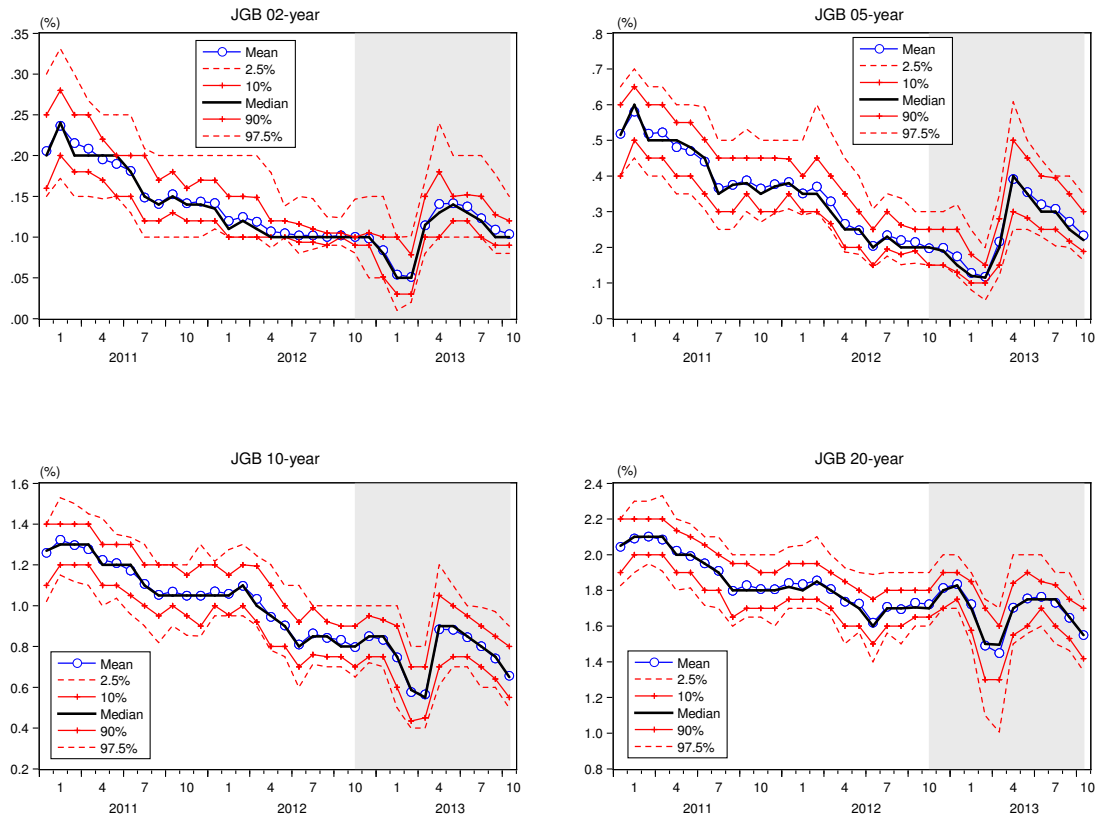 JGB 02-year
(%)
.35
.30
.25
.20
.15
.10
.05
.00
Mean
2.5%
10%
Median
90%
97.5%
1 4 7 10 1 4 7 10 1 4 7 10
2011 2012 2013
JGB 05-year
(%)
.8
.7
.6
.5
.4
.3
.2
.1
.0
Mean
2.5%
10%
Median
90%
97.5%
1 4 7 10 1 4 7 10 1 4 7 10
2011 2012 2013
JGB 10-year
(%)
1.6
1.4
1.2
1.0
0.8
0.6
0.4
0.2
Mean
2.5%
10%
Median
90%
97.5%
1 4 7 10 1 4 7 10 1 4 7 10
2011 2012 2013
JGB 20-year
(%)
2.4
2.2
2.0
1.8
1.6
1.4
1.2
1.0
0.8
Mean
2.5%
10%
Median
90%
97.5%
1 4 7 10 1 4 7 10 1 4 7 10
2011 2012 2013